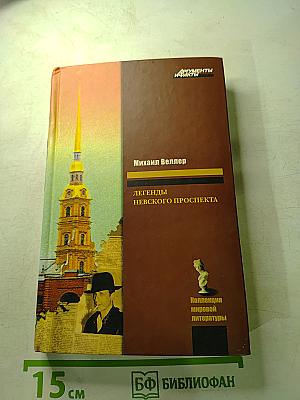 АРГУМЕНТЫ
И ФАКТЫ
Михаил Веллер
ЛЕГЕНДЫ
НЕВСКОГО ПРОСПЕКТА
Коллекция
мировой
литературы
15 см
БФ БИБЛИОФАН